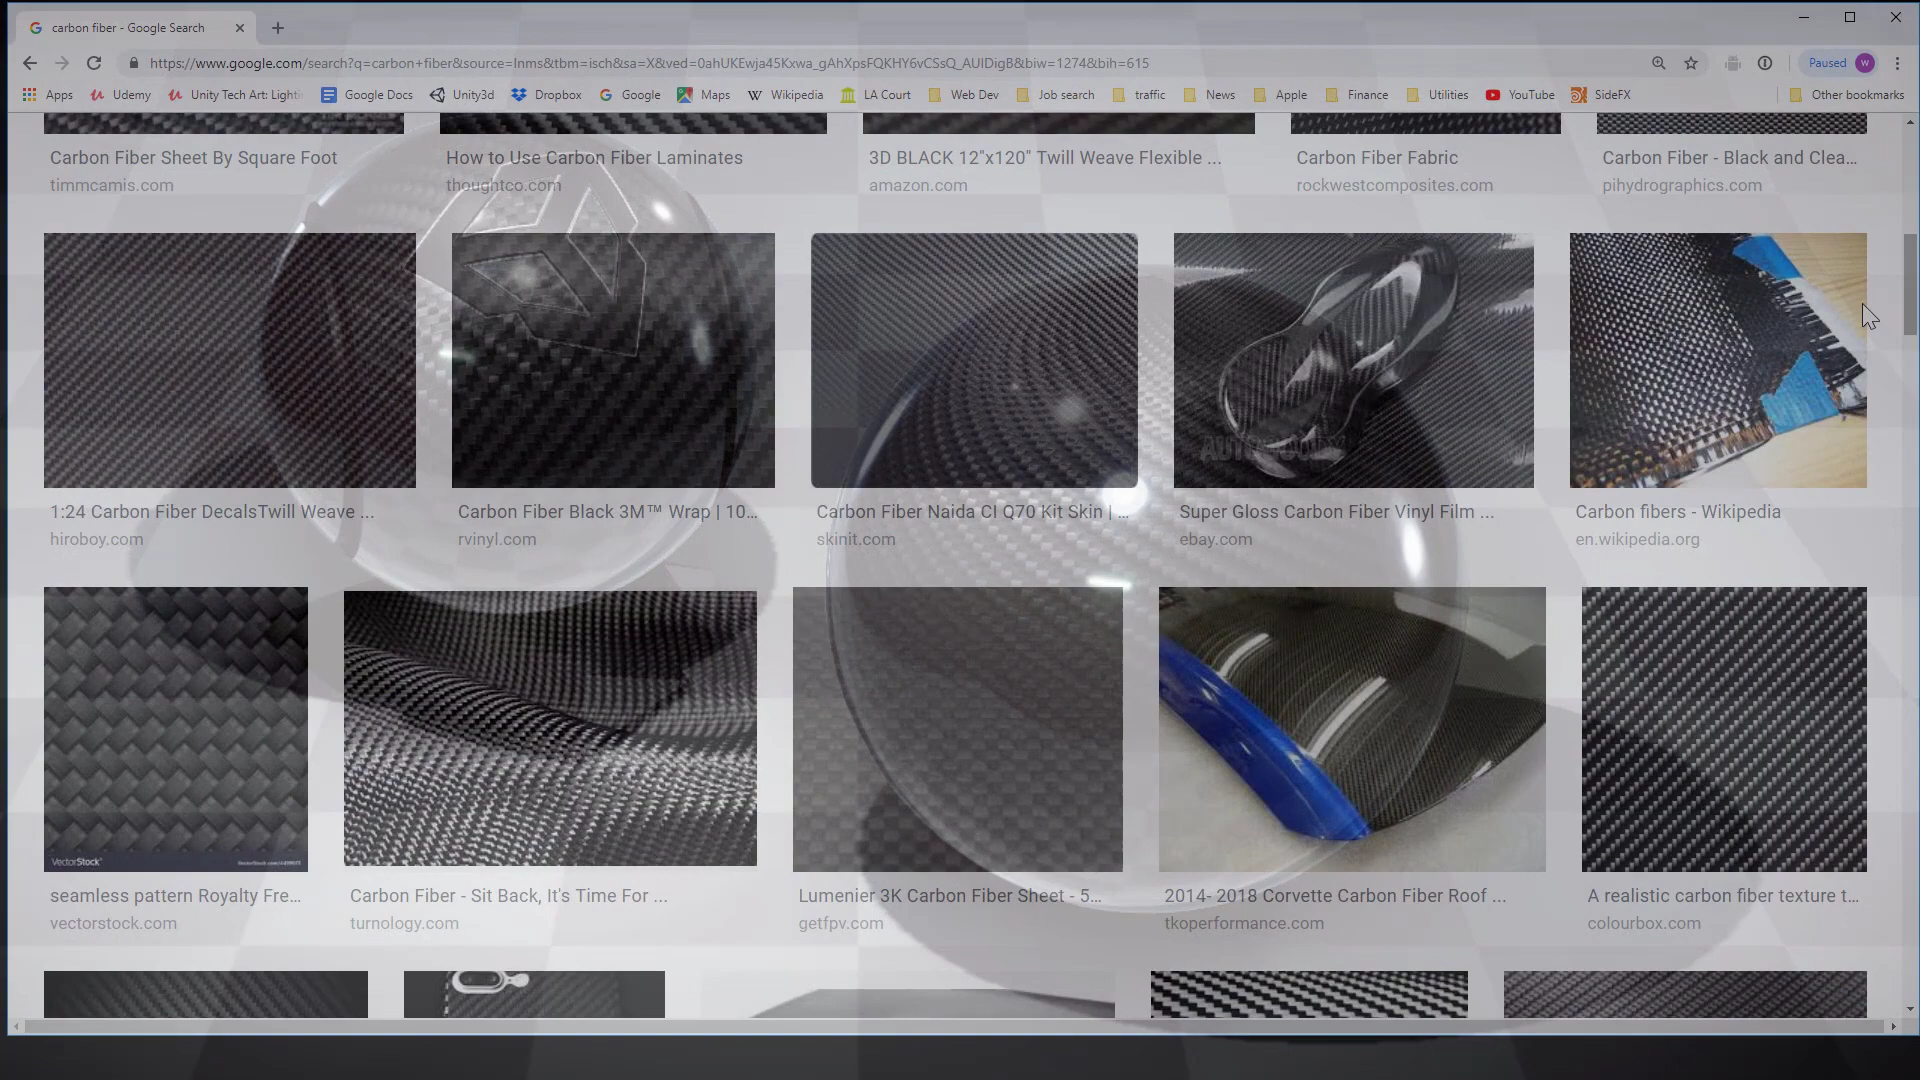 carbon fiber - Google Search
https://www.google.com/search?q=carbon+fiber&source=lnms&tbm=isch&sa=X&ved=0ahUKEwja45Kxwa_gAhXpsFQKHY6vCSsQ_AUIDigB&biw=1274&bih=615
Paused W
Apps Udemy Unity Tech Art: Lighti Google Docs Unity3d Dropbox Google Maps Wikipedia LA Court Web Dev Job search traffic News Apple Finance Utilities YouTube SideFX Other bookmarks
Carbon Fiber Sheet By Square Foot
timmcamis.com
How to Use Carbon Fiber Laminates
thoughtco.com
3D BLACK 12"x120" Twill Weave Flexible ...
amazon.com
Carbon Fiber Fabric
rockwestcomposites.com
Carbon Fiber - Black and Clea...
pihydrographics.com
1:24 Carbon Fiber DecalsTwill Weave ...
hiroboy.com
Carbon Fiber Black 3M™ Wrap | 10...
rvinyl.com
Carbon Fiber Naida CI Q70 Kit Skin | ...
skinit.com
Super Gloss Carbon Fiber Vinyl Film ...
ebay.com
Carbon fibers - Wikipedia
en.wikipedia.org
VectorStock
seamless pattern Royalty Fre...
vectorstock.com
Carbon Fiber - Sit Back, It's Time For ...
turnology.com
Lumenier 3K Carbon Fiber Sheet - 5...
getfpv.com
2014- 2018 Corvette Carbon Fiber Roof ...
tkoperformance.com
A realistic carbon fiber texture t...
colourbox.com